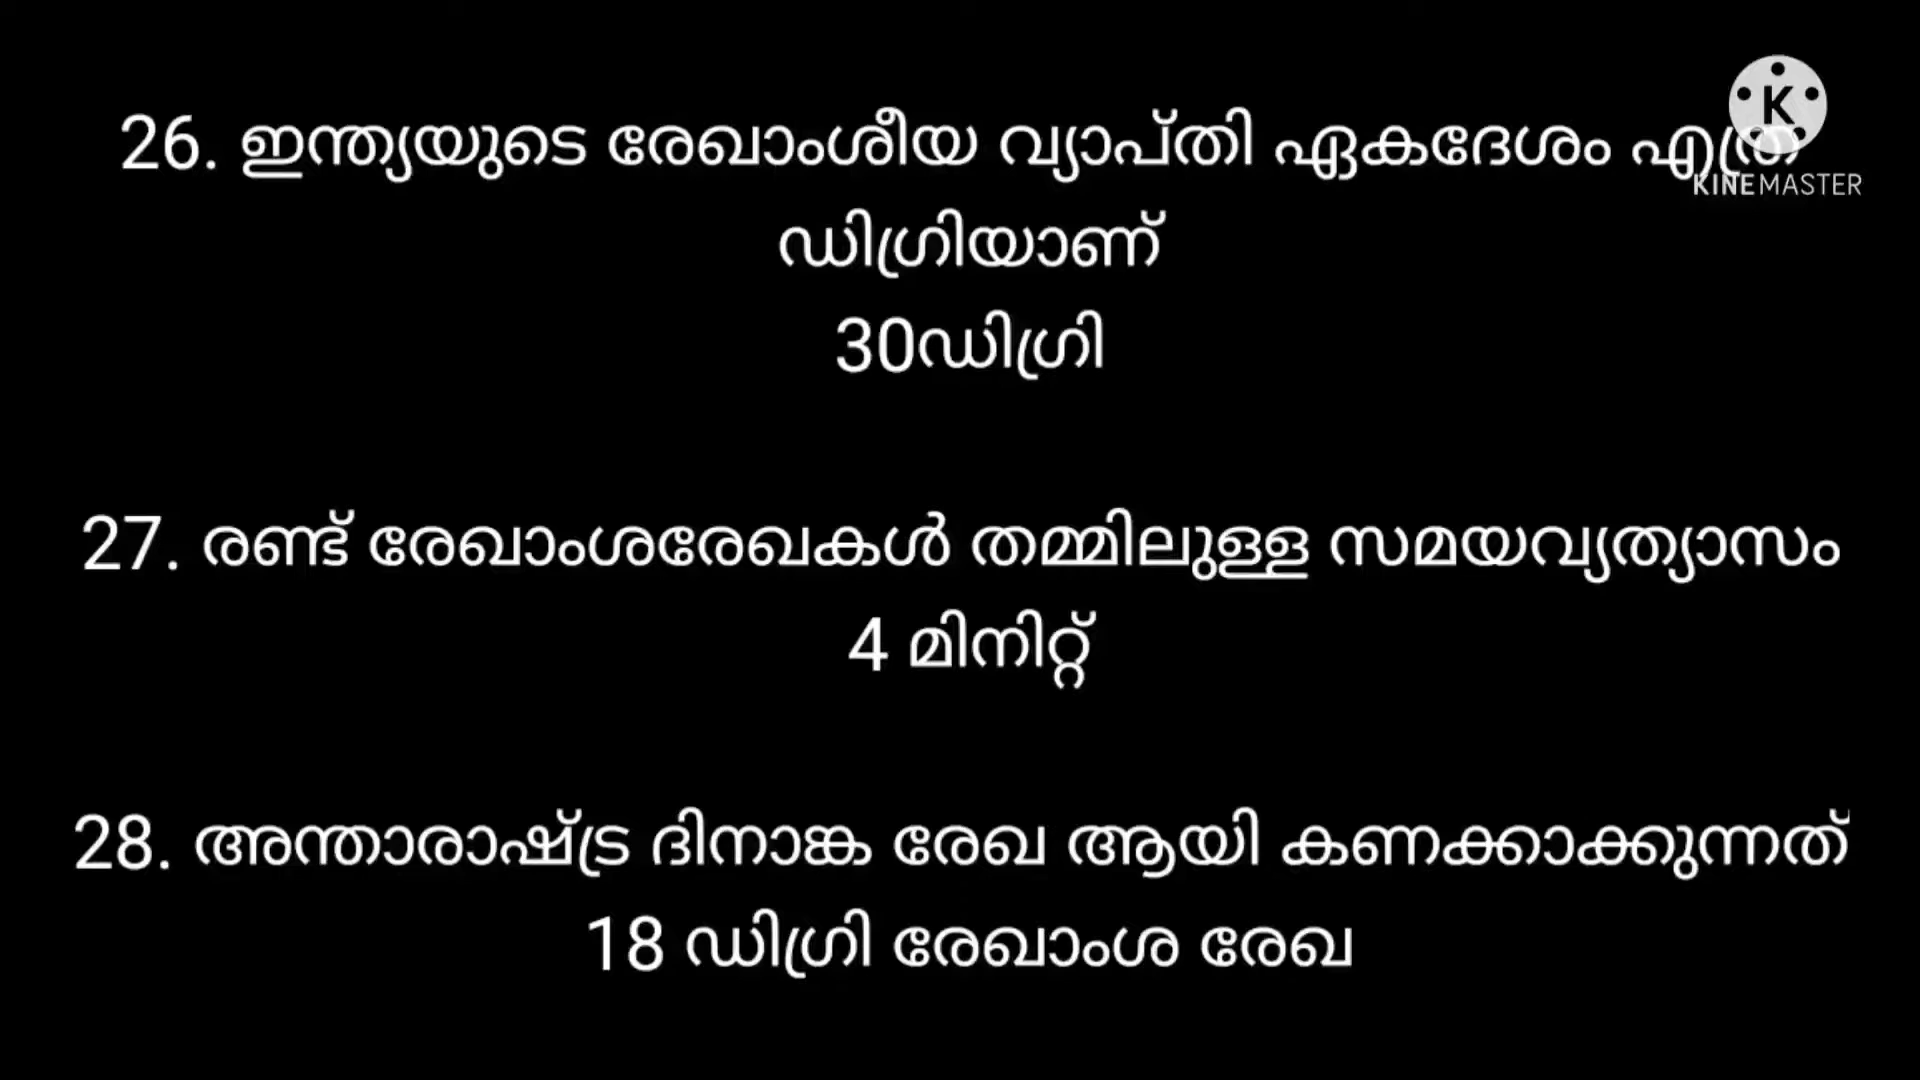 26. ഇന്ത്യയുടെ രേഖാംശീയ വ്യാപ്തി ഏകദേശം എത്ര
KINEMASTER
ഡിഗ്രിയാണ്
30ഡിഗ്രി
27. രണ്ട് രേഖാംശരേഖകൾ തമ്മിലുള്ള സമയവ്യത്യാസം
4 മിനിറ്റ്
28. അന്താരാഷ്ട്ര ദിനാങ്ക രേഖ ആയി കണക്കാക്കുന്നത്
18 ഡിഗ്രി രേഖാംശ രേഖ